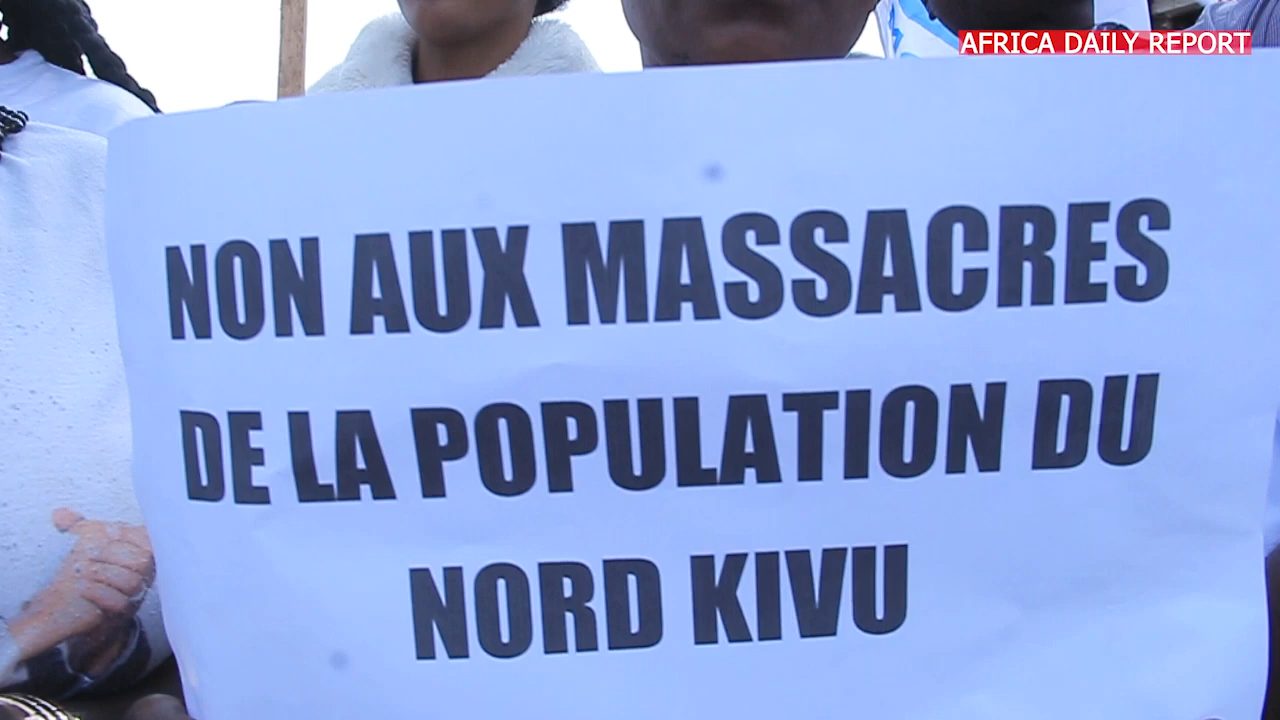 AFRICA DAILY REPORT
NON AUX MASSACRES
DE LA POPULATION DU
NORD KIVU